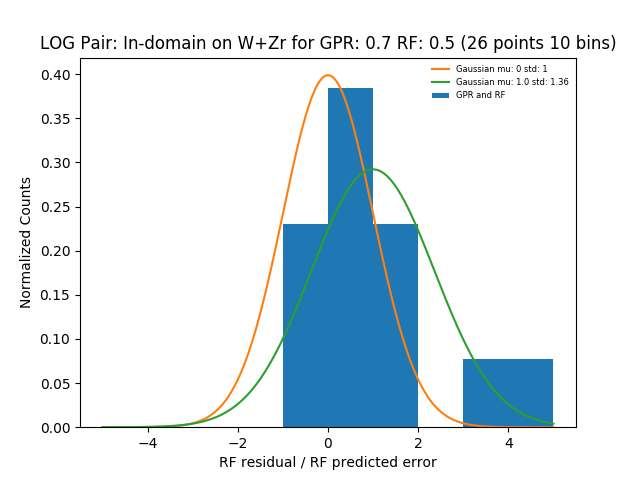 LOG Pair: In-domain on W+Zr for GPR: 0.7 RF: 0.5 (26 points 10 bins)
Gaussian mu: 0 std: 1
Gaussian mu: 1.0 std: 1.36
GPR and RF
0.40
0.35
0.30
0.25
0.20
0.15
0.10
0.05
0.00
Normalized Counts
−4
−2
0
2
4
RF residual / RF predicted error